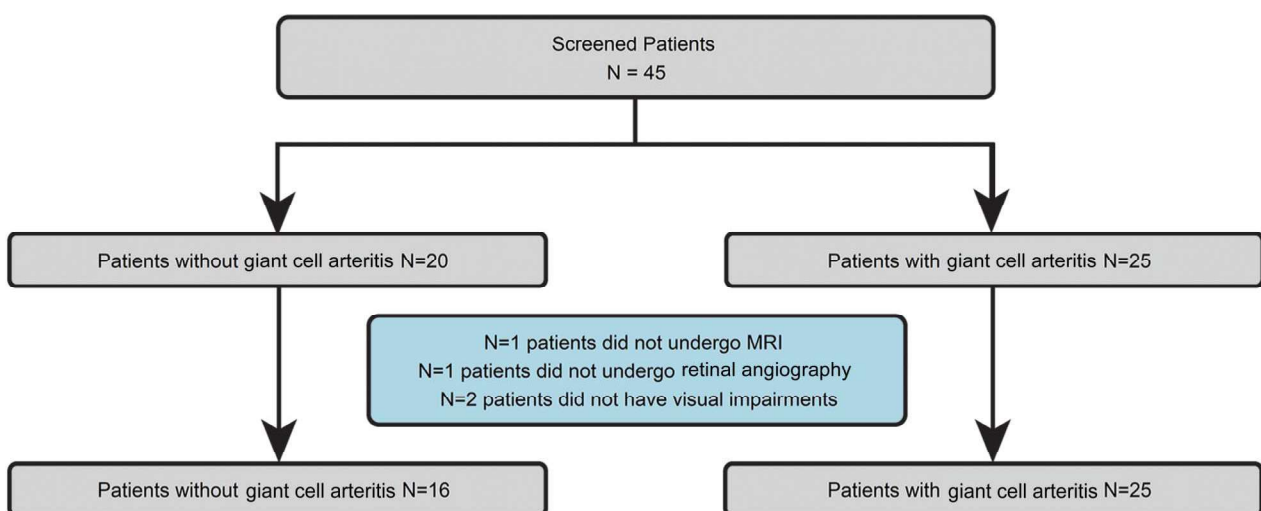 Screened Patients
N = 45
Patients without giant cell arteritis N=20
Patients with giant cell arteritis N=25
N=1 patients did not undergo MRI
N=1 patients did not undergo retinal angiography
N=2 patients did not have visual impairments
Patients without giant cell arteritis N=16
Patients with giant cell arteritis N=25